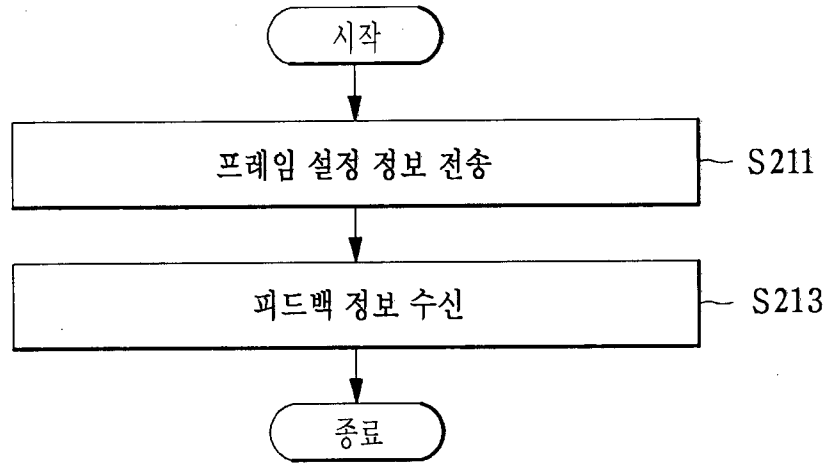 시작
프레임 설정 정보 전송
S211
피드백 정보 수신
S213
종료